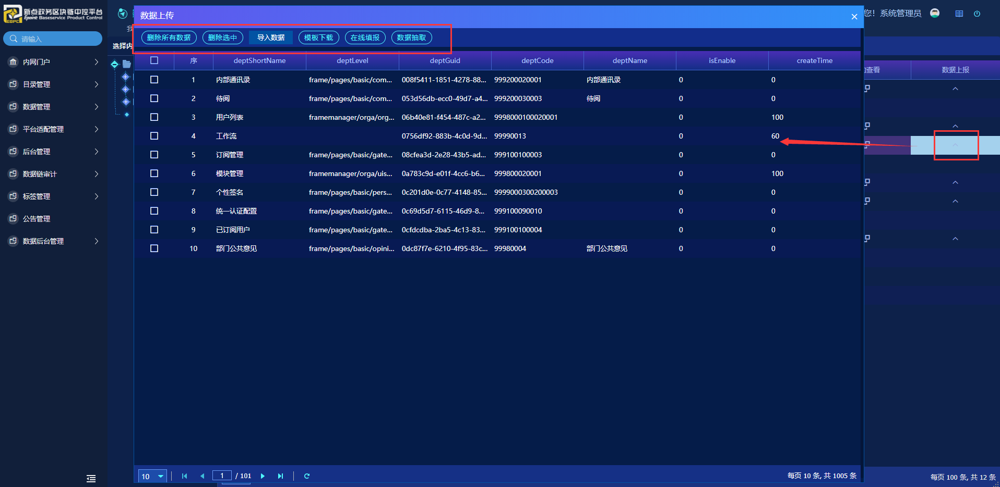 新点政务区块链中控平台
Epoint Baseservice Product Control
EBPC
请输入
内网门户
目录管理
数据管理
平台适配管理
后台管理
数据链审计
标签管理
公告管理
数据后台管理
选择内
数据上传
您! 系统管理员
删除所有数据 删除选中 导入数据 模板下载 在线填报 数据抽取
序 deptShortName deptLevel deptGuid deptCode deptName isEnable createTime
1 内部通讯录 frame/pages/basic/com... 008f5411-1851-4278-88... 999200020001 内部通讯录 0 0
2 待阅 frame/pages/basic/com... 053d56db-ecc0-49d7-a4... 999200030003 待阅 0 0
3 用户列表 framemanager/orga/org... 06b40e81-f454-487c-a2... 9998000100020001 0 100
4 工作流 0756df92-883b-4c0d-9d... 99990013 0 60
5 订阅管理 frame/pages/basic/gate... 08cfea3d-2e28-43b5-ad... 999100100003 0 0
6 模块管理 framemanager/orga/uis... 0a783c9d-e01f-4cc6-b6... 999800020001 0 100
7 个性签名 frame/pages/basic/pers... 0c201d0e-0c77-4148-85... 9999000300200003 0 0
8 统一认证配置 frame/pages/basic/gate... 0c69d5d7-6115-46d9-8... 999100090010 0 0
9 已订阅用户 frame/pages/basic/gate... 0cfdcdba-2ba5-4c13-83... 999100100004 0 0
10 部门公共意见 frame/pages/basic/opini... 0dc87f7e-6210-4f95-83c... 99980004 部门公共意见 0 0
查看 数据上报
10 1 / 101 每页 10 条, 共 1005 条
每页 100 条, 共 12 条